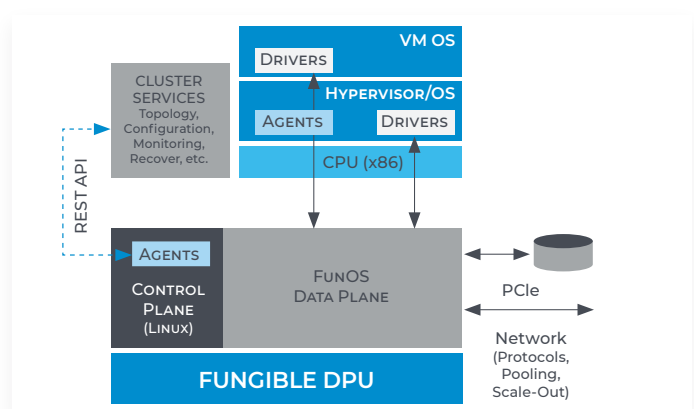 VM OS
DRIVERS
HYPERVISOR/OS
AGENTS
DRIVERS
CPU (x86)
CLUSTER
SERVICES
Topology,
Configuration,
Monitoring,
Recover, etc.
REST API
AGENTS
CONTROL
PLANE
(LINUX)
FUNOS
DATA PLANE
FUNGIBLE DPU
PCIe
Network
(Protocols,
Pooling,
Scale-Out)